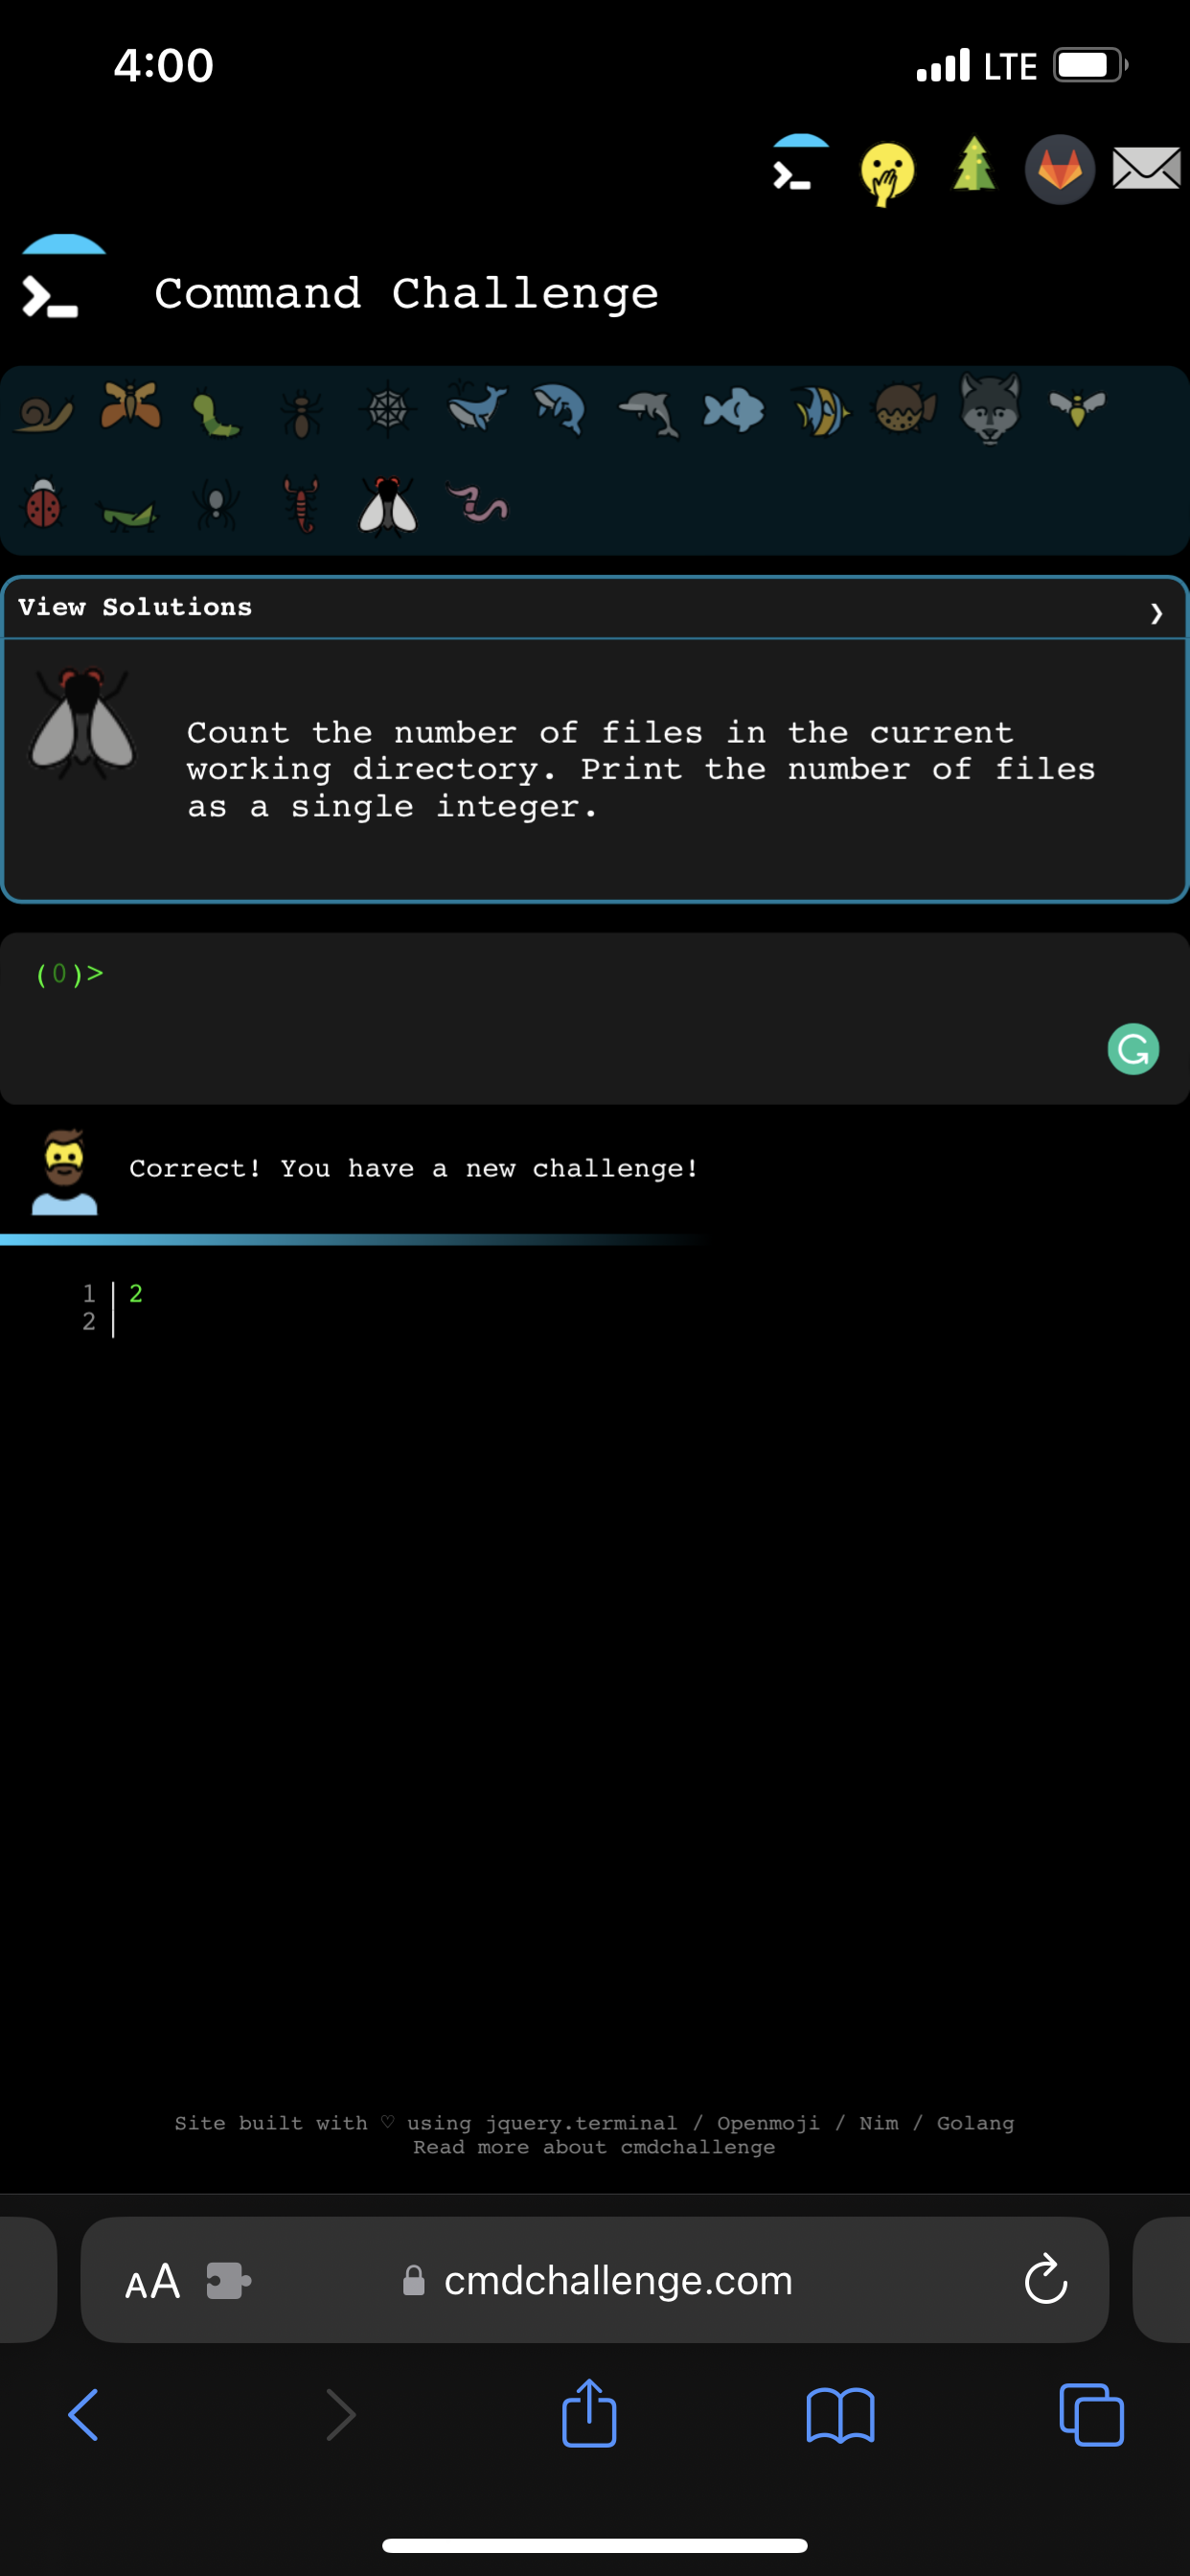 4:00
LTE
Command Challenge
View Solutions
Count the number of files in the current
working directory. Print the number of files
as a single integer.
(0)>
Correct! You have a new challenge!
1 2
2
Site built with ♡ using jquery.terminal / Openmoji / Nim / Golang
Read more about cmdchallenge
AA cmdchallenge.com